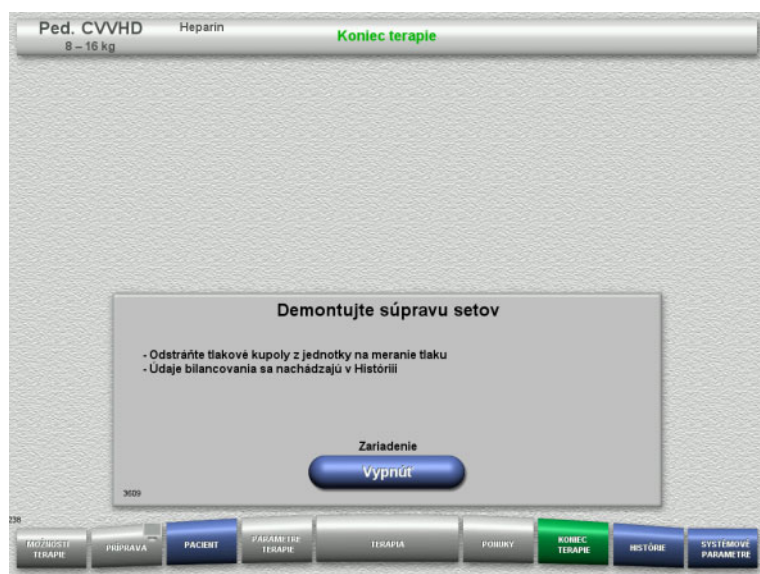 Ped. CVVHD Heparin Koniec terapie
8 – 16 kg
Demontujte súpravu setov
- Odstráňte tlakové kupoly z jednotky na meranie tlaku
- Údaje bilancovania sa nachádzajú v Histórii
Zariadenie
Vypnúť
3609
238
MOŽNOSTI TERAPIE
PRÍPRAVA
PACIENT
PARAMETRE TERAPIE
TERAPIA
PONUKY
KONIEC TERAPIE
HISTÓRIE
SYSTÉMOVÉ PARAMETRE